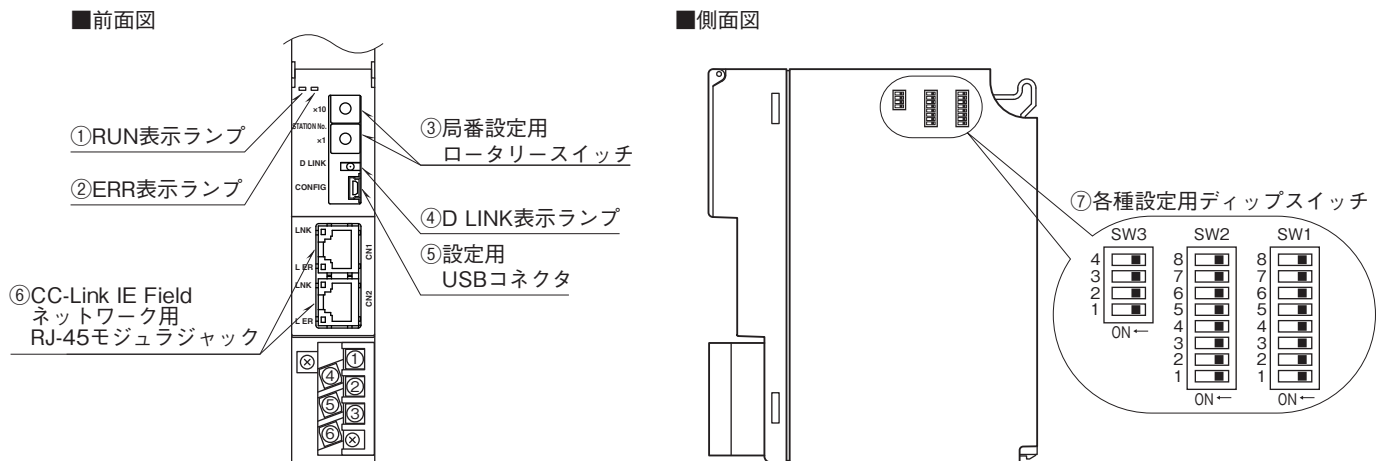 ■前面図
×10
STATION No.
×1
D LINK
CONFIG
LNK
L ER
CN1
LNK
L ER
CN2
①
②
③
④
⑤
⑥
①RUN表示ランプ
②ERR表示ランプ
③局番設定用
ロータリースイッチ
④D LINK表示ランプ
⑤設定用
USBコネクタ
⑥CC-Link IE Field
ネットワーク用
RJ-45モジュラジャック
■側面図
⑦各種設定用ディップスイッチ
SW3
4
3
2
1
ON←
SW2
8
7
6
5
4
3
2
1
ON←
SW1
8
7
6
5
4
3
2
1
ON←